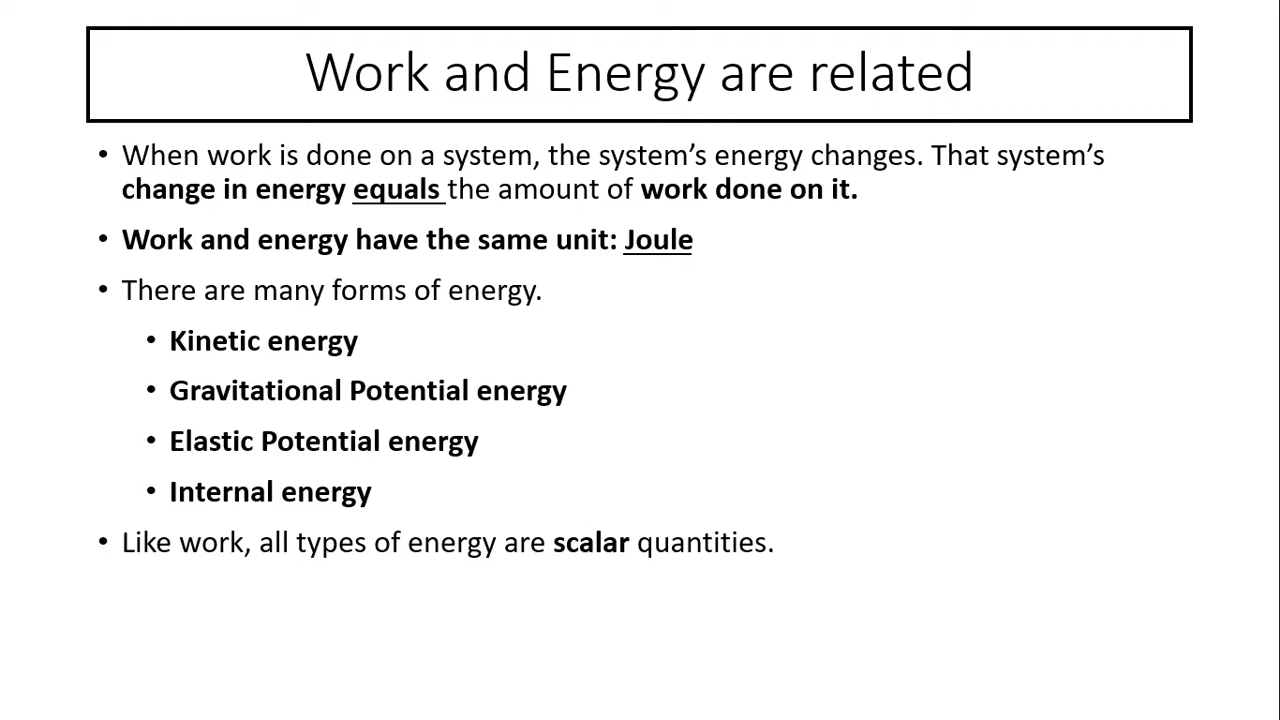 Work and Energy are related
• When work is done on a system, the system’s energy changes. That system’s
change in energy equals the amount of work done on it.
• Work and energy have the same unit: Joule
• There are many forms of energy.
• Kinetic energy
• Gravitational Potential energy
• Elastic Potential energy
• Internal energy
• Like work, all types of energy are scalar quantities.